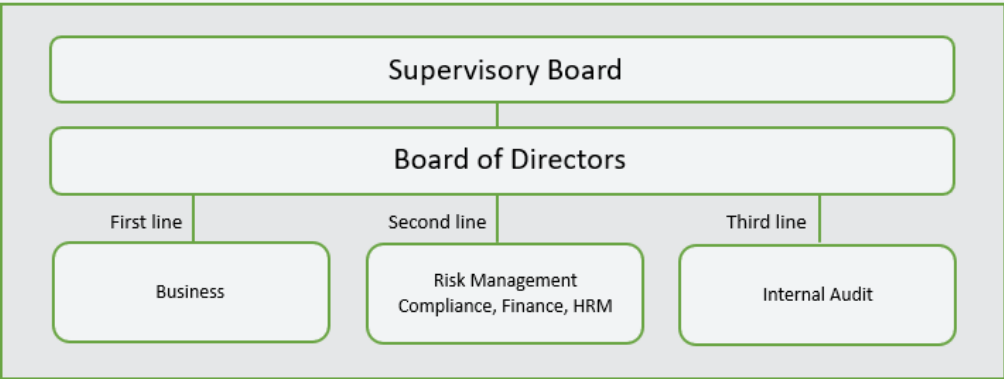 Supervisory Board
Board of Directors
First line
Second line
Third line
Business
Risk Management
Compliance, Finance, HRM
Internal Audit